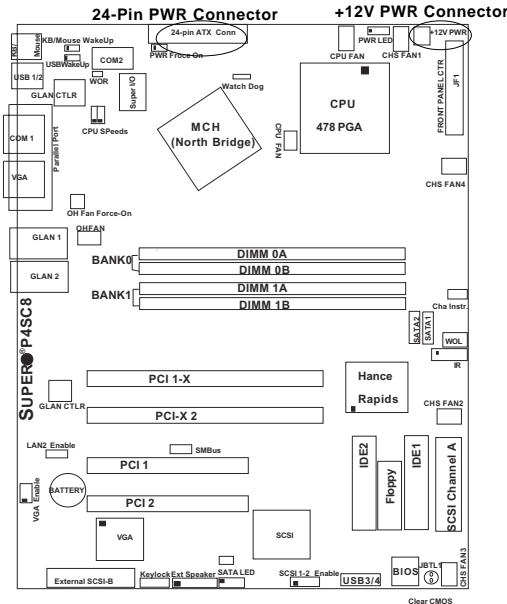 24-Pin PWR Connector
+12V PWR Connector
KB/
Mouse
KB/Mouse WakeUp
24-pin ATX Conn
PWR LED
+12V PWR
USBWakeUp
COM2
PWR Froce On
CPU FAN
CHS FAN1
USB 1/2
WOR
Super I/O
Watch Dog
GLAN CTLR
CPU SPeeds
COM 1
Parallel Port
VGA
MCH
(North Bridge)
CPU FAN
CPU
478 PGA
FRONT PANEL CTR
JF1
CHS FAN4
OH Fan Force-On
OHFAN
GLAN 1
GLAN 2
BANK0
DIMM 0A
DIMM 0B
BANK1
DIMM 1A
DIMM 1B
Cha Instr.
SATA2
SATA1
WOL
IR
SUPER ® P4SC8
PCI 1-X
Hance
Rapids
GLAN CTLR
PCI-X 2
CHS FAN2
LAN2 Enable
SMBus
PCI 1
IDE2
Floppy
IDE1
SCSI Channel A
VGA Enable
BATTERY
PCI 2
VGA
SCSI
External SCSI-B
Keylock
Ext Speaker
SATA LED
SCSI 1-2 Enable
USB3/4
BIOS
JBTL1
CHS FAN3
Clear CMOS